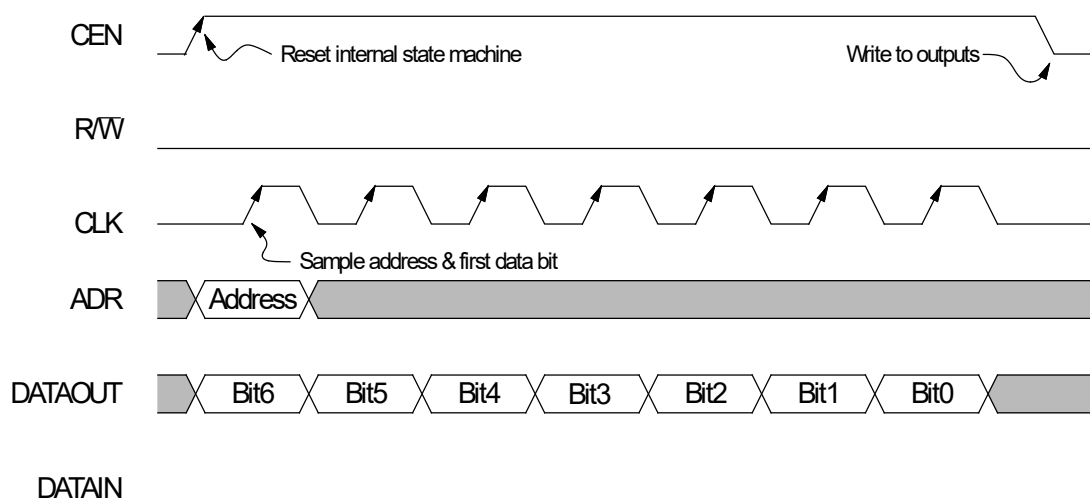 CEN
Reset internal state machine
Write to outputs
R/W̅
CLK
Sample address & first data bit
ADR
Address
DATAOUT
Bit6 Bit5 Bit4 Bit3 Bit2 Bit1 Bit0
DATAIN